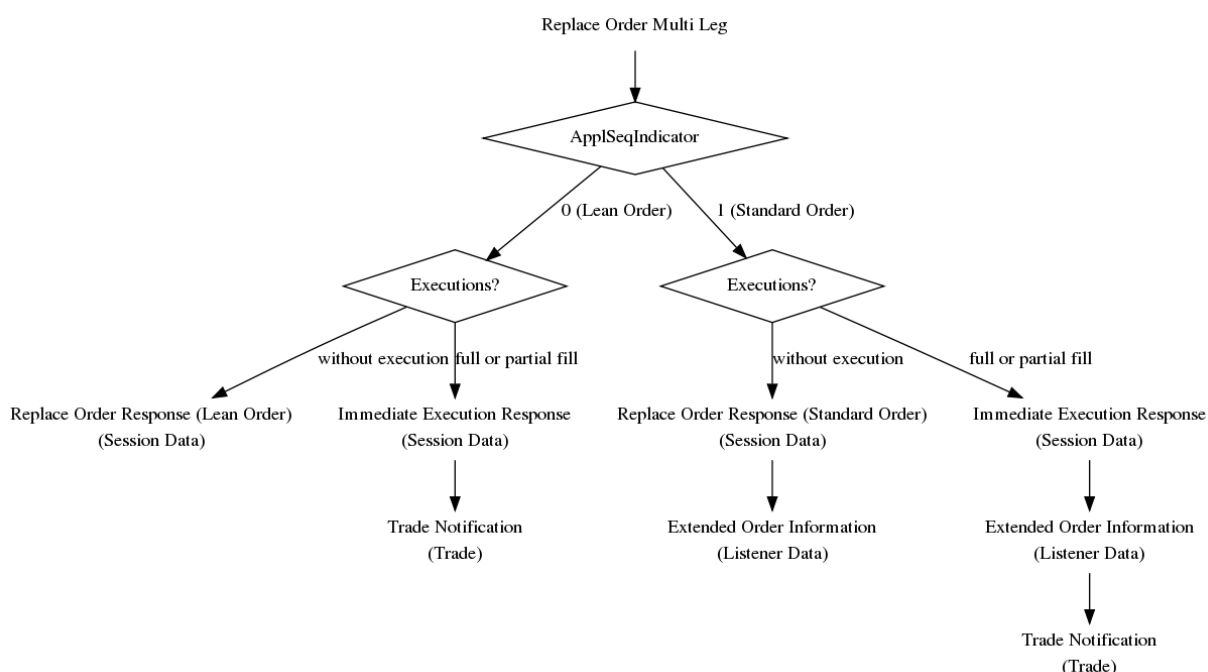 Replace Order Multi Leg
ApplSeqIndicator
0 (Lean Order)
1 (Standard Order)
Executions?
Executions?
without execution
full or partial fill
without execution
full or partial fill
Replace Order Response (Lean Order)
(Session Data)
Immediate Execution Response
(Session Data)
Replace Order Response (Standard Order)
(Session Data)
Immediate Execution Response
(Session Data)
Trade Notification
(Trade)
Extended Order Information
(Listener Data)
Extended Order Information
(Listener Data)
Trade Notification
(Trade)